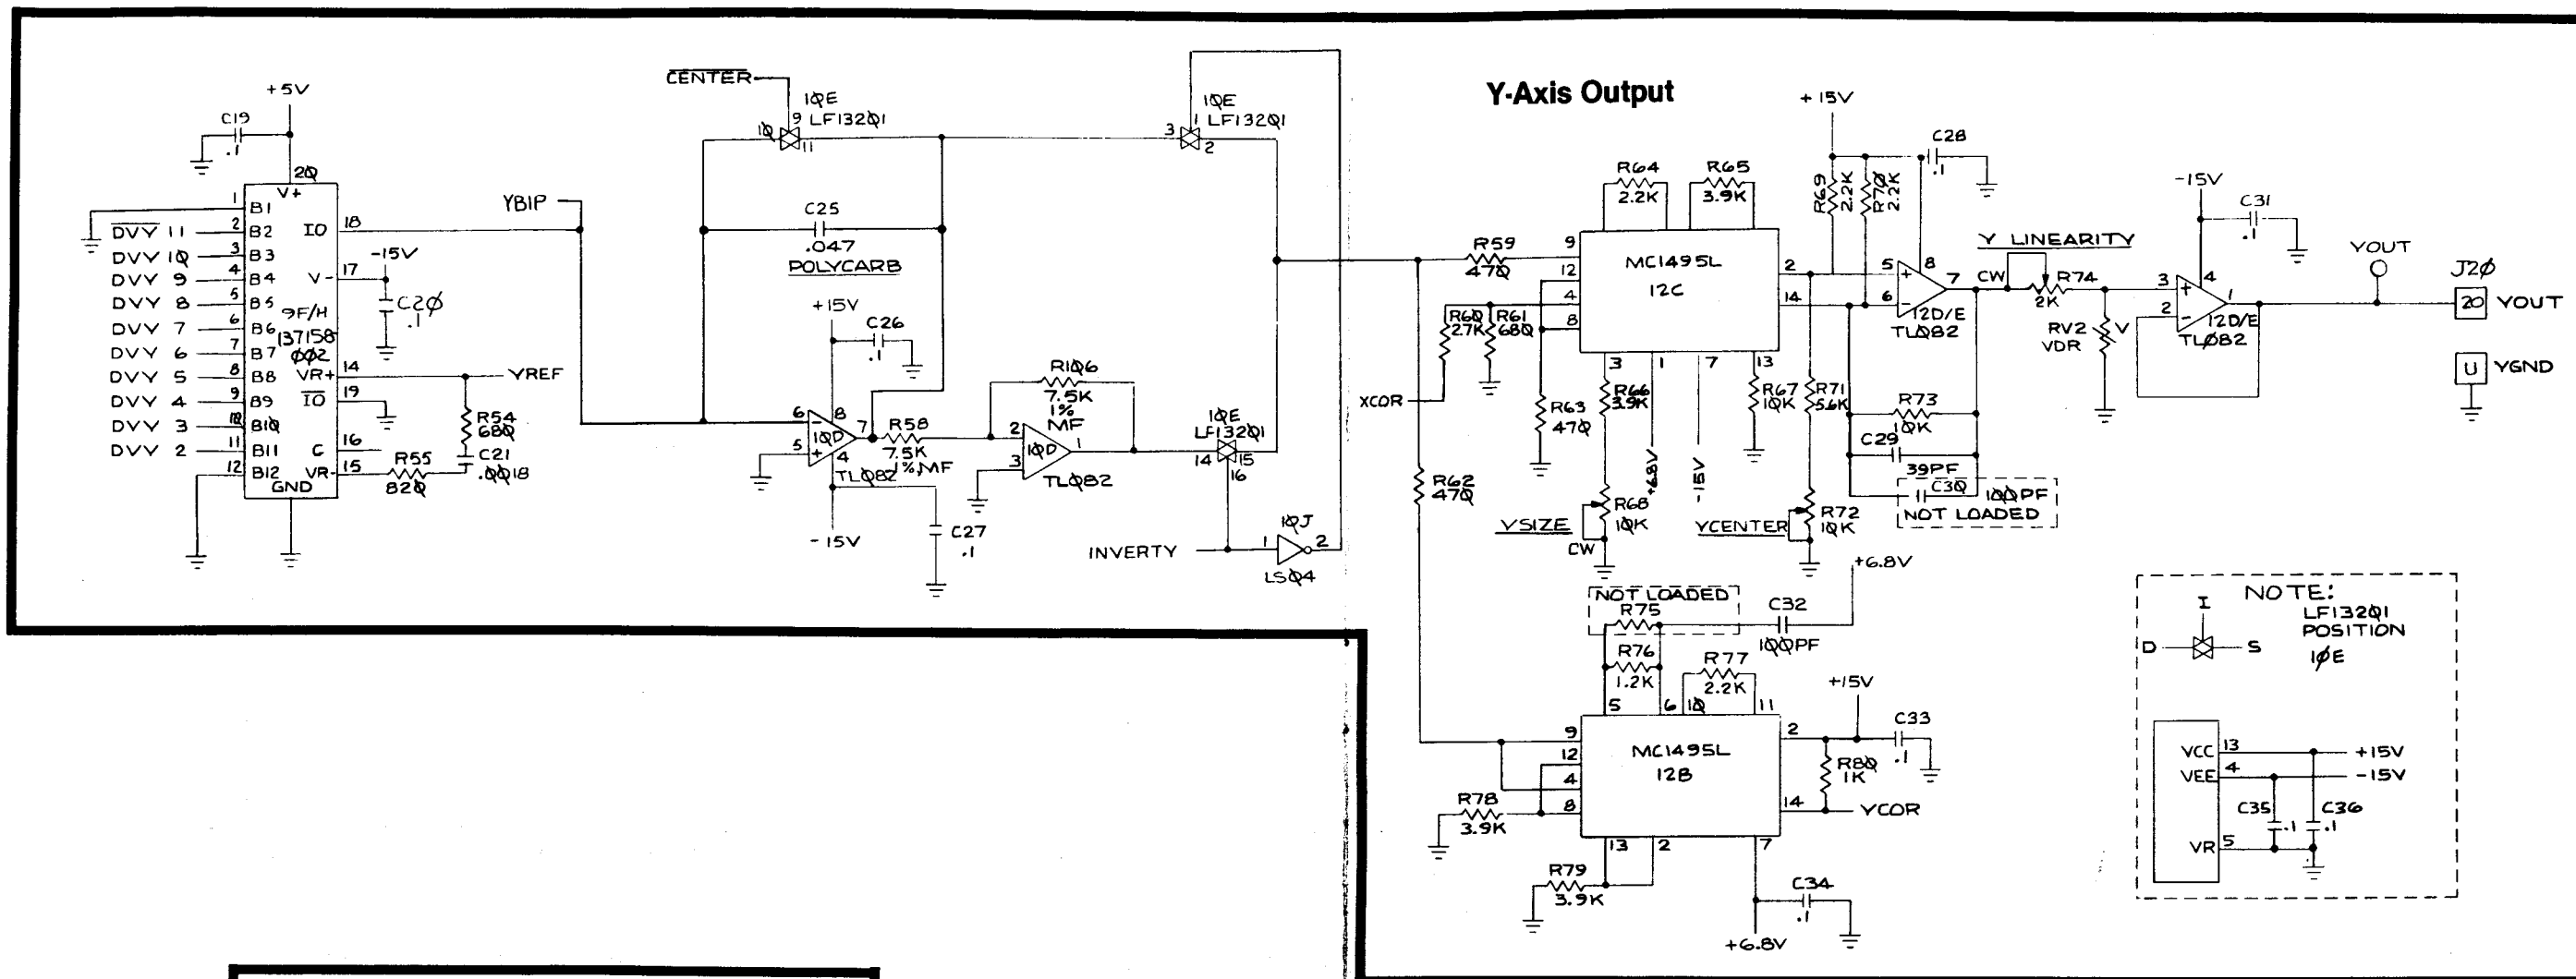 Y-Axis Output
+5V
C19
.1
20
V+
1 B1
DVY 11 2 B2
DVY 10 3 B3
DVY 9 4 B4
DVY 8 5 B5
DVY 7 6 B6
DVY 6 7 B7
DVY 5 8 B8
DVY 4 9 B9
DVY 3 10 B10
DVY 2 11 B11
12 B12
GND
IO 18
V- 17
-15V
C20
.1
9F/H
137158
002
VR+ 14
YREF
IO 19
C 16
VR- 15
R54
680
C21
.0018
R55
820
YBIP
CENTER
10E
LF13201
10 9 11
C25
.047
POLYCARB
+15V
C26
.1
6 8
5 7
4
10D
TL082
-15V
C27
.1
R58
7.5K
1%,MF
R106
7.5K
1%
MF
2
3
1
10D
TL082
10E
LF13201
14 15
16
10E
LF13201
3 1
2
INVERTY
1 10J 2
LS04
R59
470
R60
27K
R61
680
XCOR
R63
470
R62
470
R64
2.2K
R65
3.9K
9
12
4
8
MC1495L
12C
2
14
3 1 7 13
R66
3.9K
+6.8V
-15V
R67
10K
R68
10K
YSIZE
CW
R71
5.6K
YCENTER
R72
10K
+15V
R69
2.2K
R70
2.2K
C28
.1
5 8
6 7
12D/E
TL082
R73
10K
C29
39PF
C30 100PF
NOT LOADED
Y LINEARITY
CW
R74
2K
RV2
VDR
V
-15V
C31
.1
3 4
2 1
12D/E
TL082
YOUT
J20
20 YOUT
U YGND
NOT LOADED
R75
C32
100PF
+6.8V
R76
1.2K
R77
2.2K
5 6 10 11
9
12
4
8
MC1495L
12B
2
14
+15V
C33
.1
R80
1K
YCOR
R78
3.9K
13 2 7
R79
3.9K
C34
.1
+6.8V
NOTE:
LF13201
POSITION
10E
I
D S
VCC 13 +15V
VEE 4 -15V
C35
.1
C36
.1
VR 5